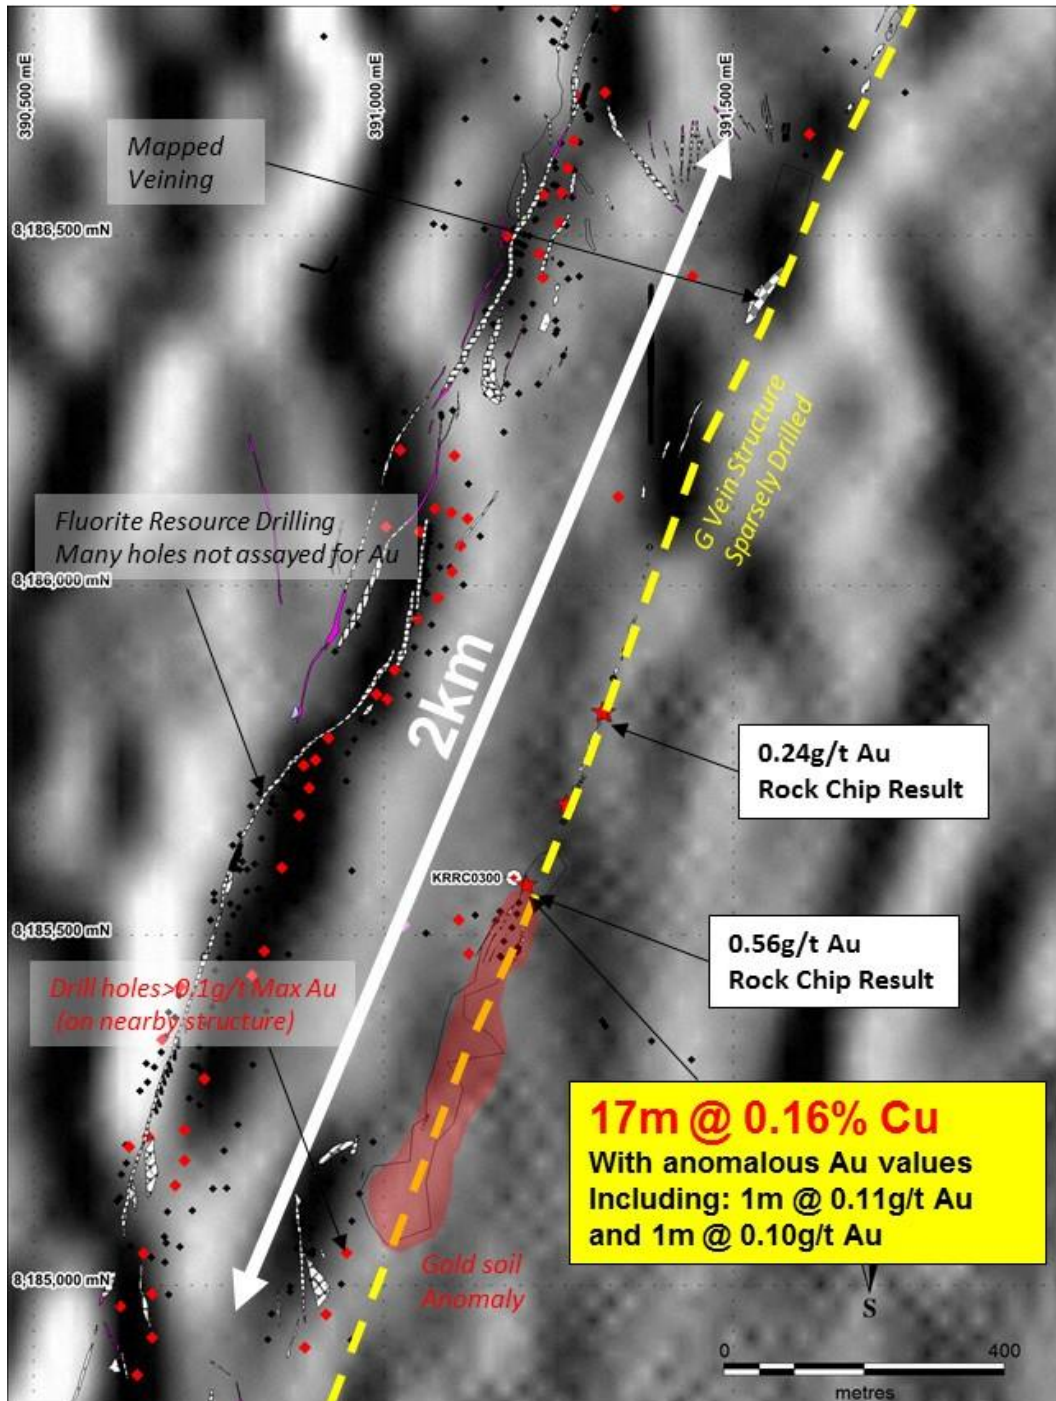 390,500 mE
391,000 mE
391,500 mE
Mapped
Veining
8,186,500 mN
G Vein Structure
Sparsely Drilled
Fluorite Resource Drilling
Many holes not assayed for Au
8,186,000 mN
2km
0.24g/t Au
Rock Chip Result
KRRC0300
8,185,500 mN
0.56g/t Au
Rock Chip Result
Drill holes>0.1g/t Max Au
(on nearby structure)
17m @ 0.16% Cu
With anomalous Au values
Including: 1m @ 0.11g/t Au
and 1m @ 0.10g/t Au
8,185,000 mN
Gold soil
Anomaly
S
0 400
metres